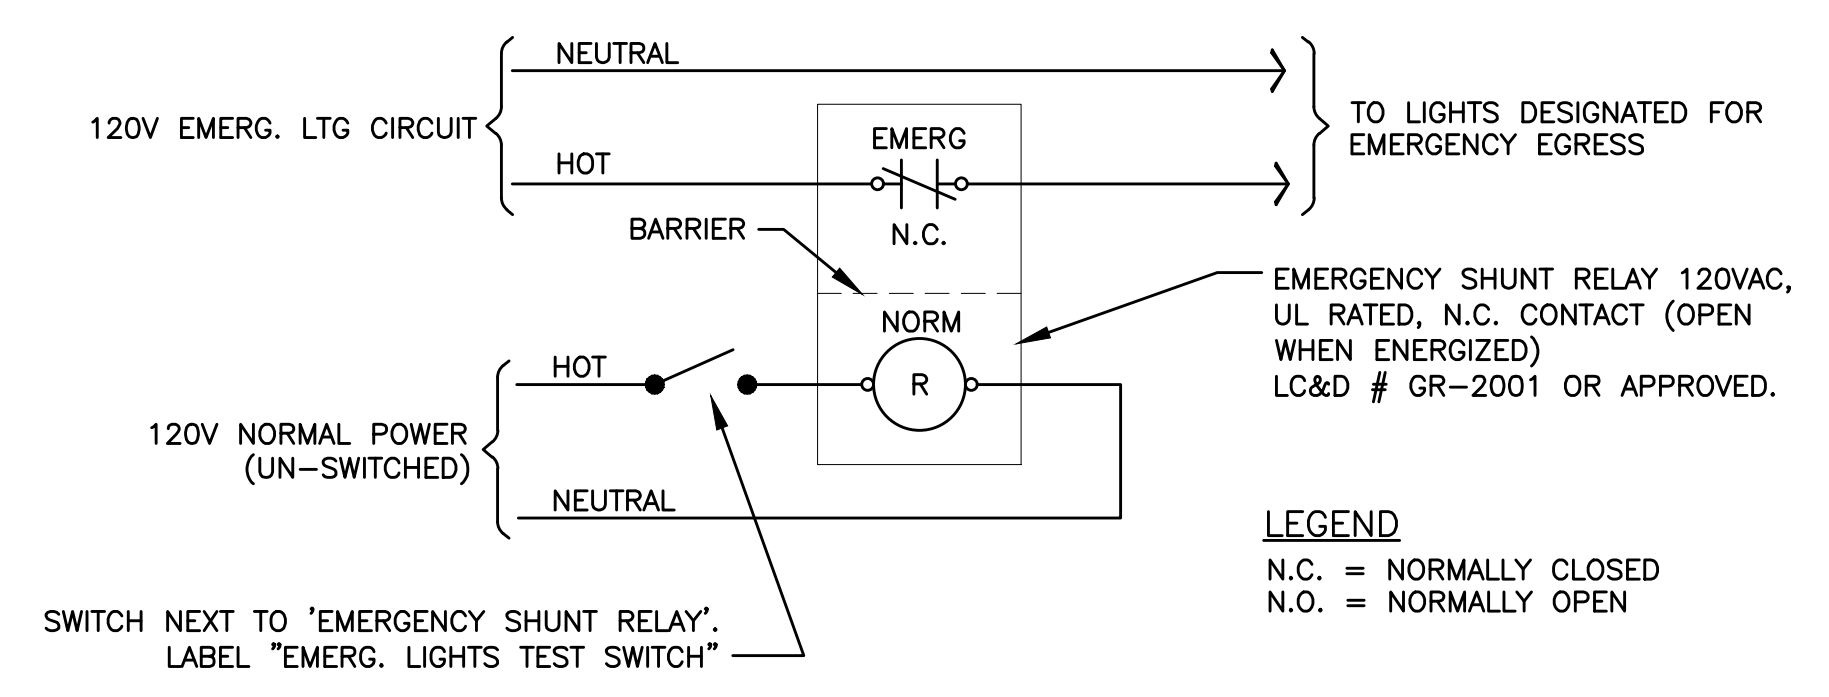 NEUTRAL
120V EMERG. LTG CIRCUIT
HOT
EMERG
N.C.
TO LIGHTS DESIGNATED FOR
EMERGENCY EGRESS
BARRIER
EMERGENCY SHUNT RELAY 120VAC,
UL RATED, N.C. CONTACT (OPEN
WHEN ENERGIZED)
LC&D # GR-2001 OR APPROVED.
NORM
R
HOT
120V NORMAL POWER
(UN-SWITCHED)
NEUTRAL
SWITCH NEXT TO 'EMERGENCY SHUNT RELAY'.
LABEL "EMERG. LIGHTS TEST SWITCH"
LEGEND
N.C. = NORMALLY CLOSED
N.O. = NORMALLY OPEN